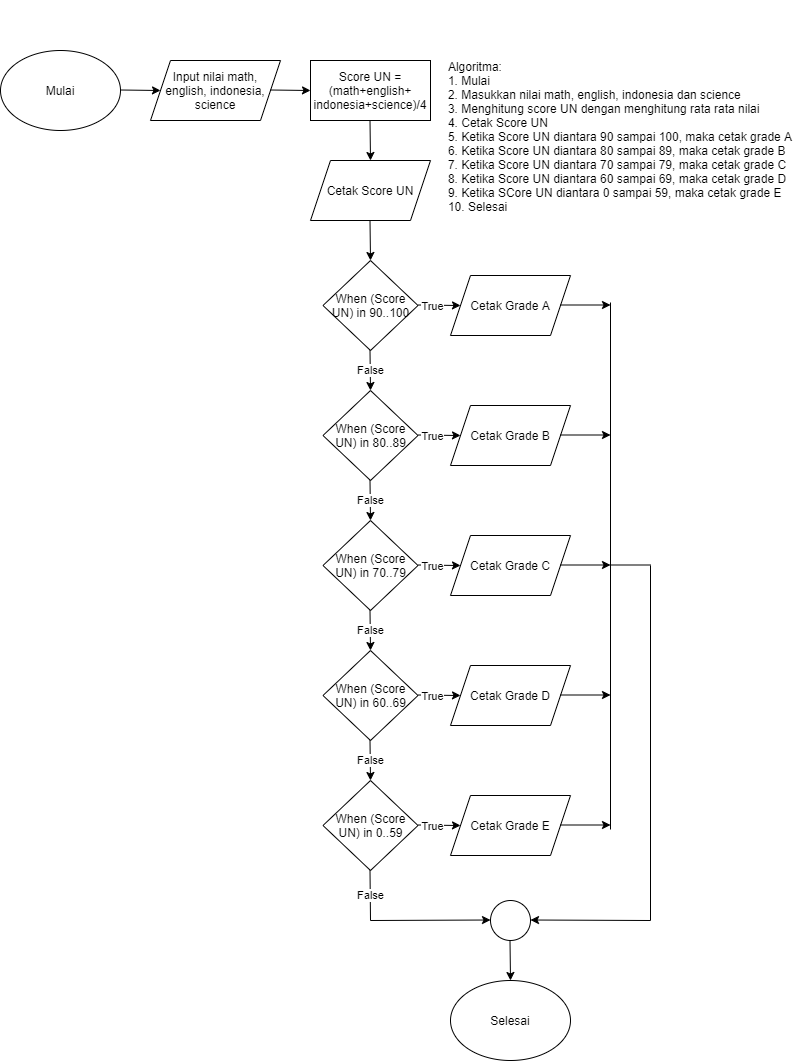 Mulai
Input nilai math,
english, indonesia,
science
Score UN =
(math+english+
indonesia+science)/4
Algoritma:
1. Mulai
2. Masukkan nilai math, english, indonesia dan science
3. Menghitung score UN dengan menghitung rata rata nilai
4. Cetak Score UN
5. Ketika Score UN diantara 90 sampai 100, maka cetak grade A
6. Ketika Score UN diantara 80 sampai 89, maka cetak grade B
7. Ketika Score UN diantara 70 sampai 79, maka cetak grade C
8. Ketika Score UN diantara 60 sampai 69, maka cetak grade D
9. Ketika SCore UN diantara 0 sampai 59, maka cetak grade E
10. Selesai
Cetak Score UN
When (Score
UN) in 90..100
True
Cetak Grade A
False
When (Score
UN) in 80..89
True
Cetak Grade B
False
When (Score
UN) in 70..79
True
Cetak Grade C
False
When (Score
UN) in 60..69
True
Cetak Grade D
False
When (Score
UN) in 0..59
True
Cetak Grade E
False
Selesai